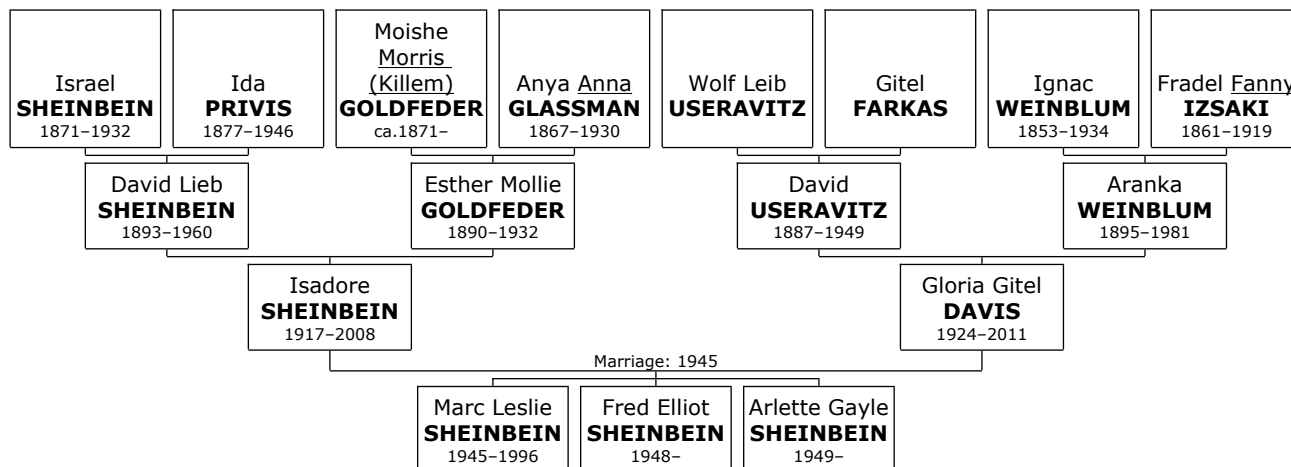 Israel
SHEINBEIN
1871–1932
Ida
PRIVIS
1877–1946
Moishe
Morris
(Killem)
GOLDFEDER
ca.1871–
Anya Anna
GLASSMAN
1867–1930
Wolf Leib
USERAVITZ
Gitel
FARKAS
Ignac
WEINBLUM
1853–1934
Fradel Fanny
IZSAKI
1861–1919
David Lieb
SHEINBEIN
1893–1960
Esther Mollie
GOLDFEDER
1890–1932
David
USERAVITZ
1887–1949
Aranka
WEINBLUM
1895–1981
Isadore
SHEINBEIN
1917–2008
Gloria Gitel
DAVIS
1924–2011
Marriage: 1945
Marc Leslie
SHEINBEIN
1945–1996
Fred Elliot
SHEINBEIN
1948–
Arlette Gayle
SHEINBEIN
1949–